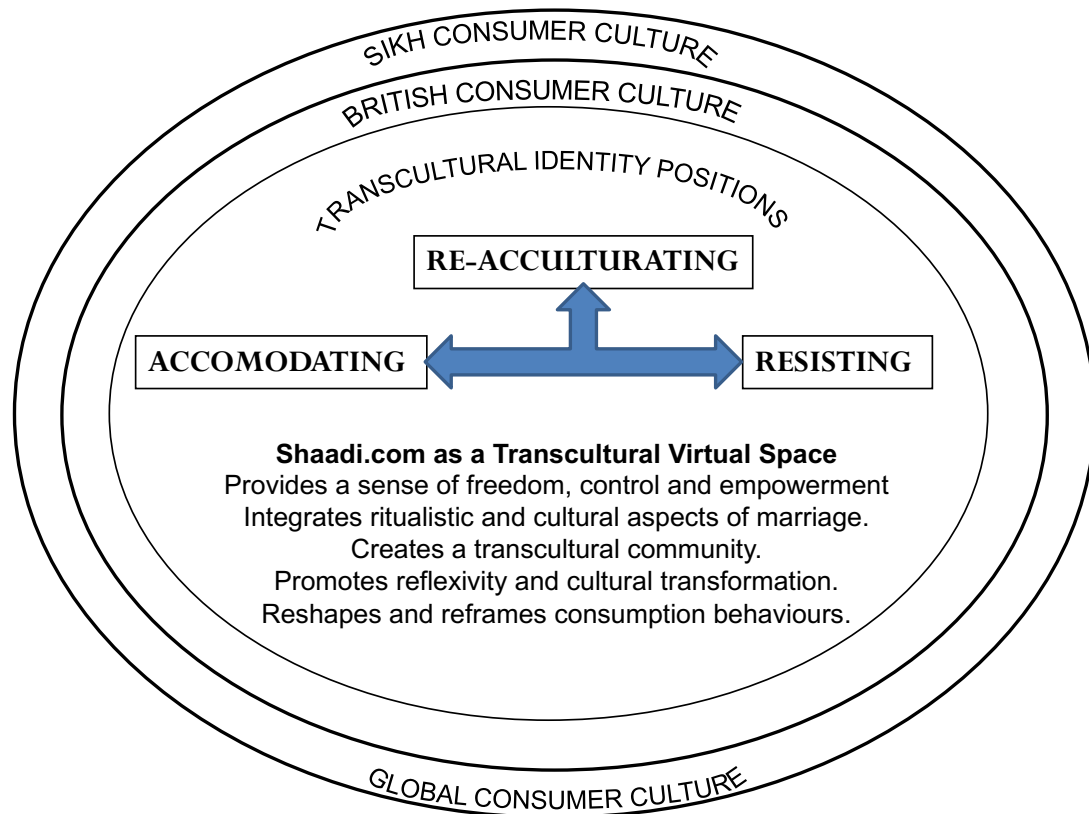 SIKH CONSUMER CULTURE
BRITISH CONSUMER CULTURE
TRANSCULTURAL IDENTITY POSITIONS
RE-ACCULTURATING
ACCOMODATING
RESISTING
Shaadi.com as a Transcultural Virtual Space
Provides a sense of freedom, control and empowerment
Integrates ritualistic and cultural aspects of marriage.
Creates a transcultural community.
Promotes reflexivity and cultural transformation.
Reshapes and reframes consumption behaviours.
GLOBAL CONSUMER CULTURE